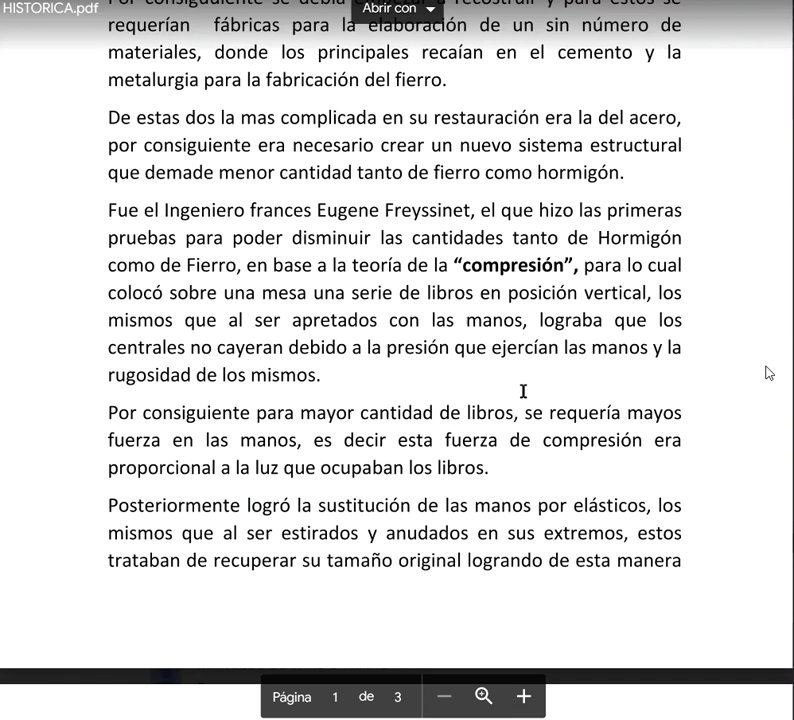 HISTORICA.pdf
Abrir con
Por consiguiente se debía a recostruir y para estos se
requerían fábricas para la elaboración de un sin número de
materiales, donde los principales recaían en el cemento y la
metalurgia para la fabricación del fierro.
De estas dos la mas complicada en su restauración era la del acero,
por consiguiente era necesario crear un nuevo sistema estructural
que demade menor cantidad tanto de fierro como hormigón.
Fue el Ingeniero frances Eugene Freyssinet, el que hizo las primeras
pruebas para poder disminuir las cantidades tanto de Hormigón
como de Fierro, en base a la teoría de la “compresión”, para lo cual
colocó sobre una mesa una serie de libros en posición vertical, los
mismos que al ser apretados con las manos, lograba que los
centrales no cayeran debido a la presión que ejercían las manos y la
rugosidad de los mismos.
Por consiguiente para mayor cantidad de libros, se requería mayos
fuerza en las manos, es decir esta fuerza de compresión era
proporcional a la luz que ocupaban los libros.
Posteriormente logró la sustitución de las manos por elásticos, los
mismos que al ser estirados y anudados en sus extremos, estos
trataban de recuperar su tamaño original logrando de esta manera
Página 1 de 3